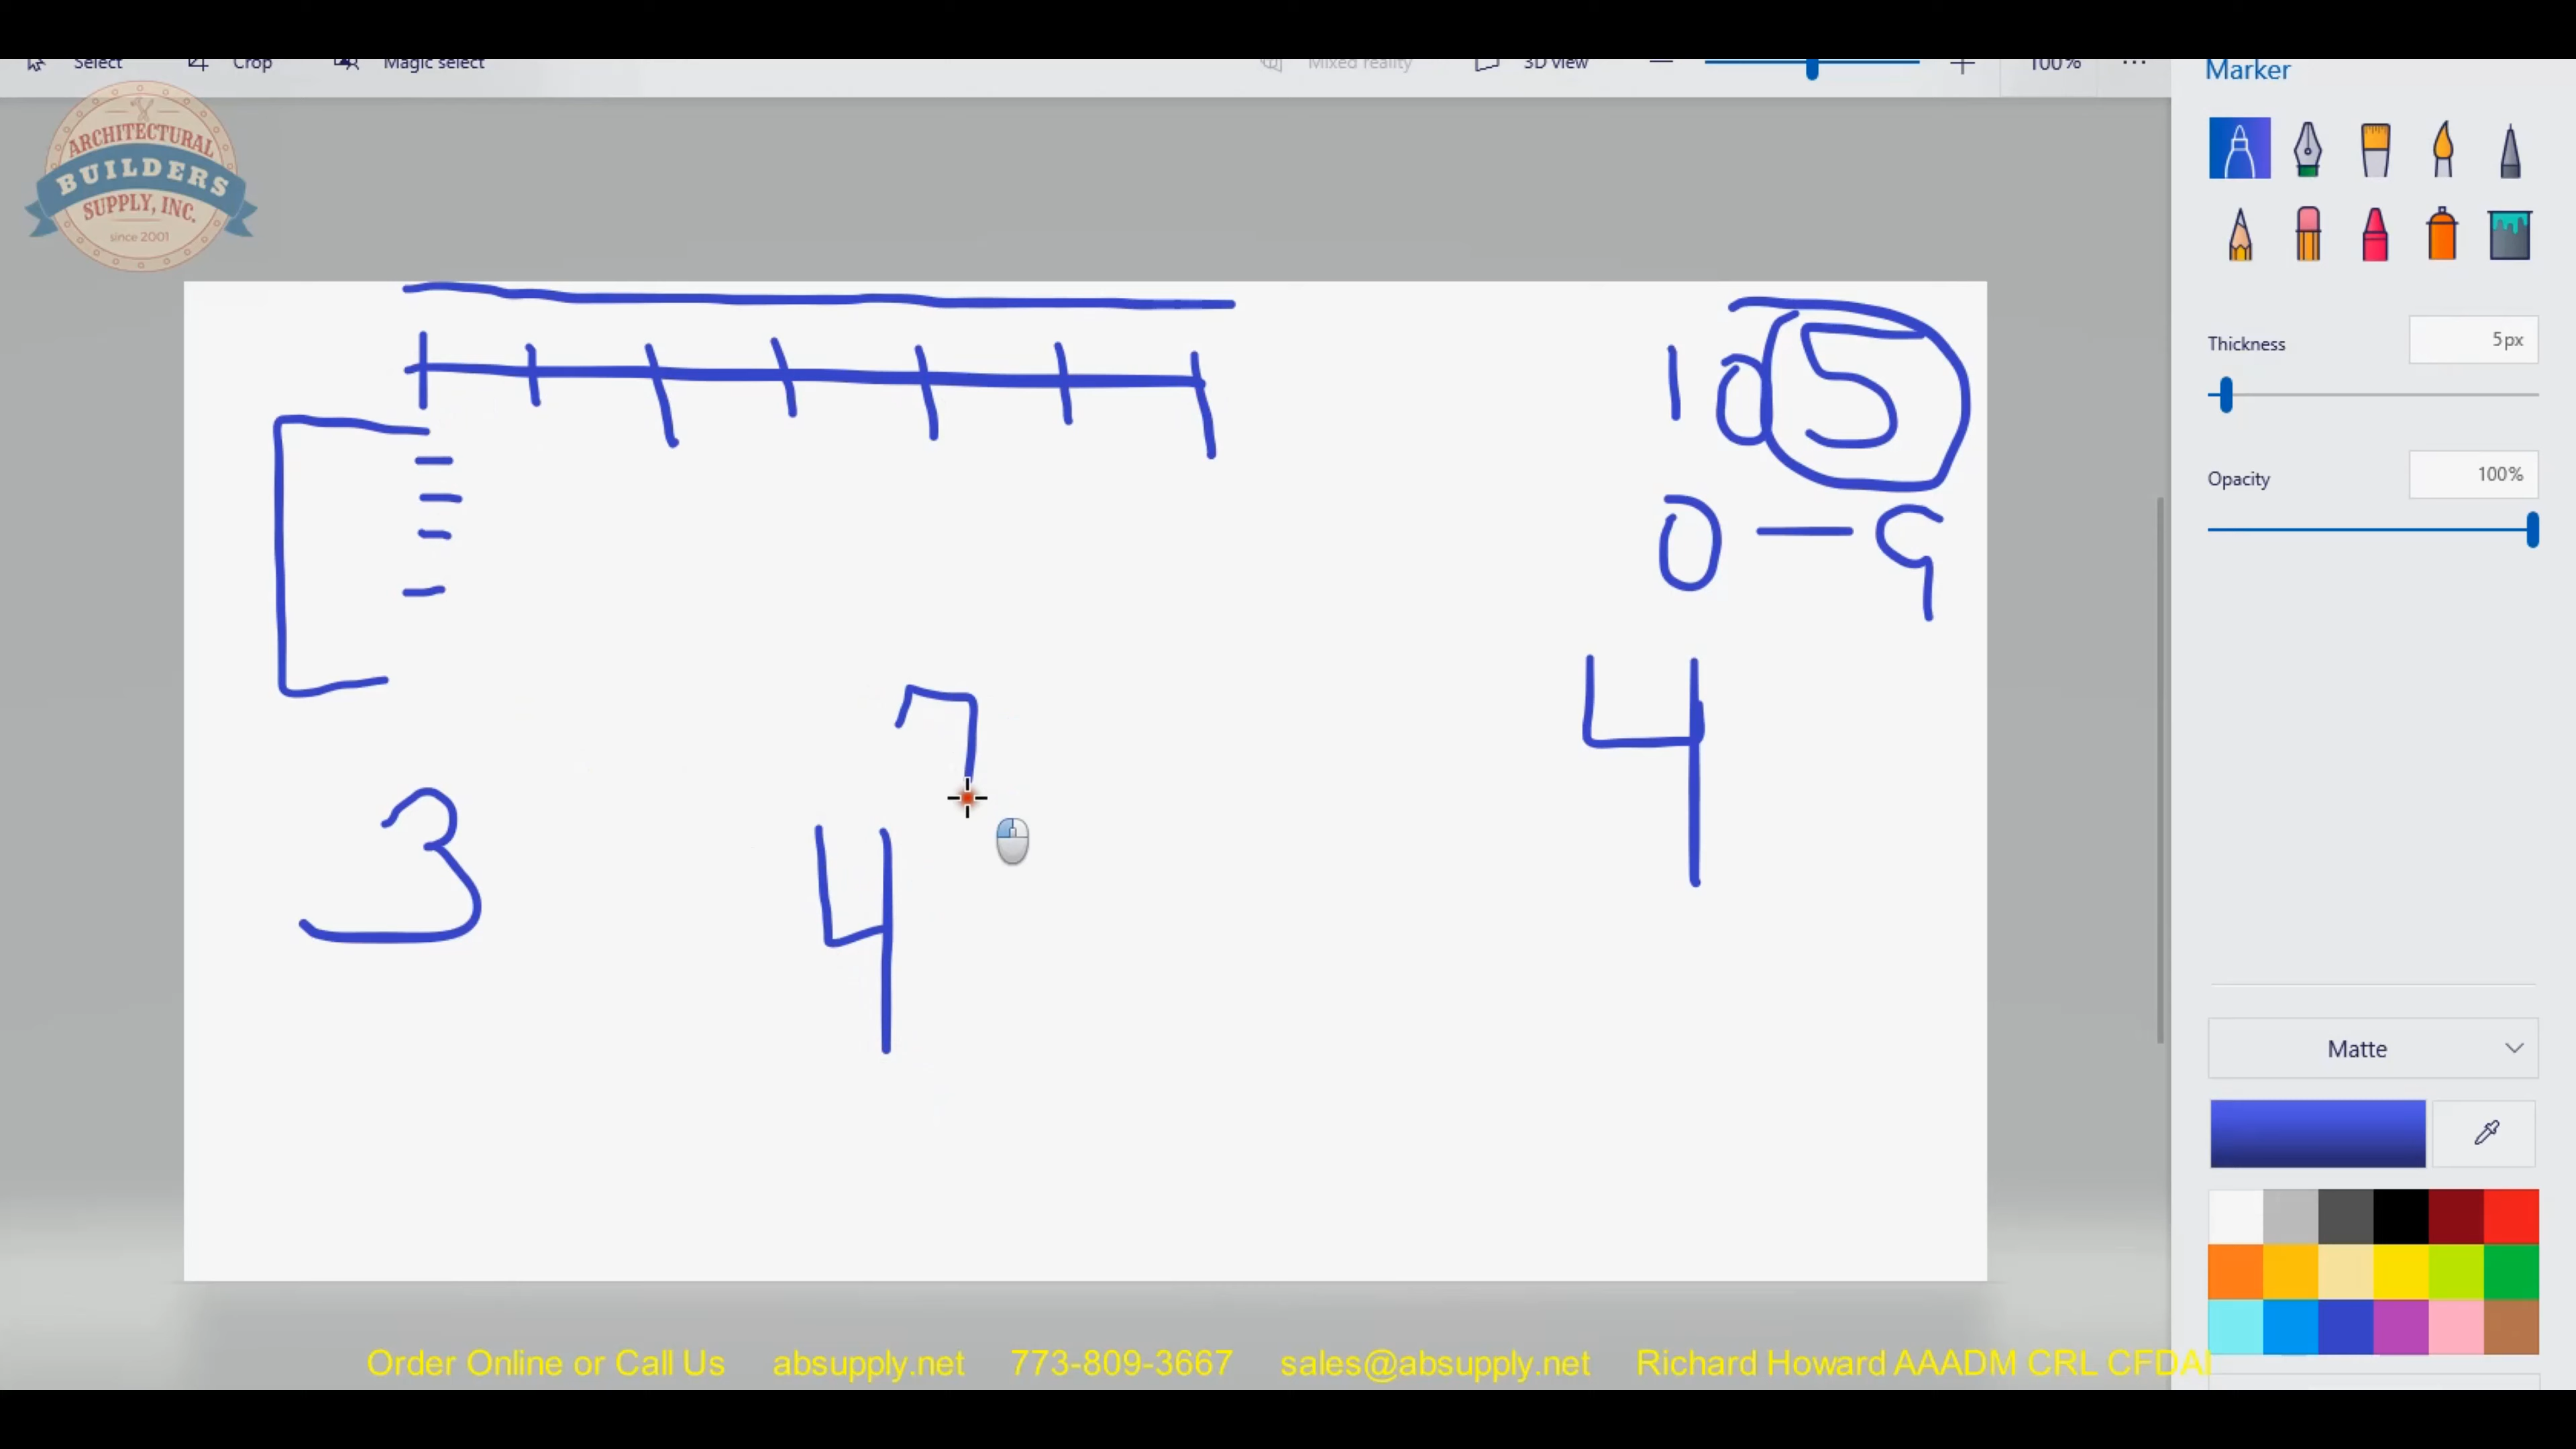 Select Crop Magic select Mixed reality 3D view 100% ...
Marker
ARCHITECTURAL
BUILDERS
SUPPLY, INC.
since 2001
105
0 — 9
4
7
3
4
Thickness 5px
Opacity 100%
Matte
Order Online or Call Us absupply.net 773-809-3667 sales@absupply.net Richard Howard AAADM CRL CFDAI